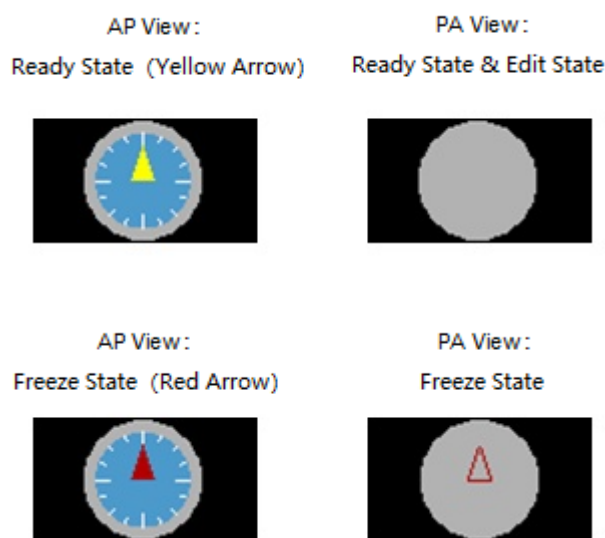 AP View:
Ready State (Yellow Arrow)
PA View:
Ready State & Edit State
AP View:
Freeze State (Red Arrow)
PA View:
Freeze State